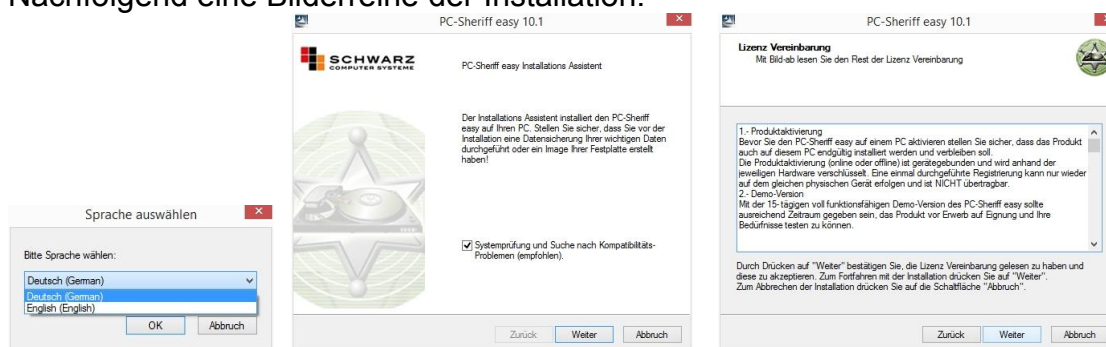 Nachfolgend eine Bilderreihe der Installation:
Sprache auswählen
Bitte Sprache wählen:
Deutsch (German)
Deutsch (German)
English (English)
OK Abbruch
PC-Sheriff easy 10.1
SCHWARZ
COMPUTER SYSTEME
PC-Sheriff easy Installations Assistent
Der Installations Assistent installiert den PC-Sheriff
easy auf Ihren PC. Stellen Sie sicher, dass Sie vor der
Installation eine Datensicherung Ihrer wichtigen Daten
durchgeführt oder ein Image Ihrer Festplatte erstellt
haben!
Systemprüfung und Suche nach Kompatibilitäts-
Problemen (empfohlen).
Zurück Weiter Abbruch
PC-Sheriff easy 10.1
Lizenz Vereinbarung
Mit Bild-ab lesen Sie den Rest der Lizenz Vereinbarung
1.- Produktaktivierung
Bevor Sie den PC-Sheriff easy auf einem PC aktivieren stellen Sie sicher, dass das Produkt
auch auf diesem PC endgültig installiert werden und verbleiben soll.
Die Produktaktivierung (online oder offline) ist gerätegebunden und wird anhand der
jeweiligen Hardware verschlüsselt. Eine einmal durchgeführte Registrierung kann nur wieder
auf dem gleichen physischen Gerät erfolgen und ist NICHT übertragbar.
2.- Demo-Version
Mit der 15-tägigen voll funktionsfähigen Demo-Version des PC-Sheriff easy sollte
ausreichend Zeitraum gegeben sein, das Produkt vor Erwerb auf Eignung und Ihre
Bedürfnisse testen zu können.
Durch Drücken auf "Weiter" bestätigen Sie, die Lizenz Vereinbarung gelesen zu haben und
diese zu akzeptieren. Zum Fortfahren mit der Installation drücken Sie auf "Weiter".
Zum Abbrechen der Installation drücken Sie auf die Schaltfläche "Abbruch".
Zurück Weiter Abbruch